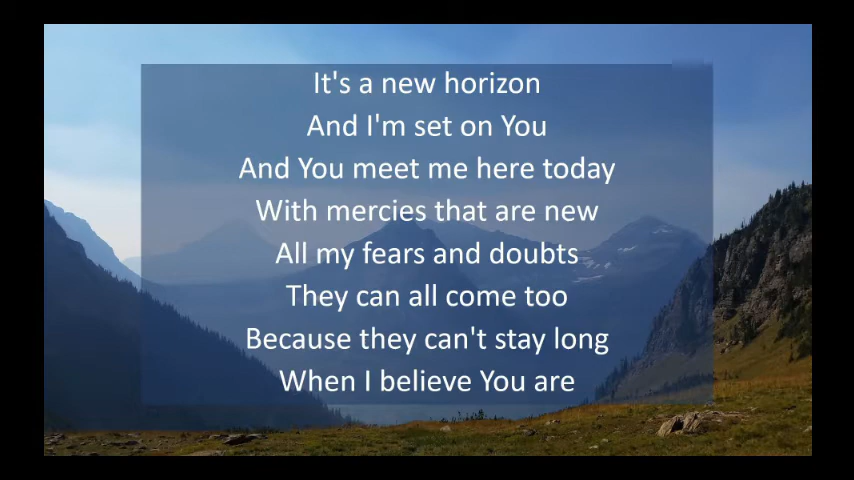 It's a new horizon
And I'm set on You
And You meet me here today
With mercies that are new
All my fears and doubts
They can all come too
Because they can't stay long
When I believe You are